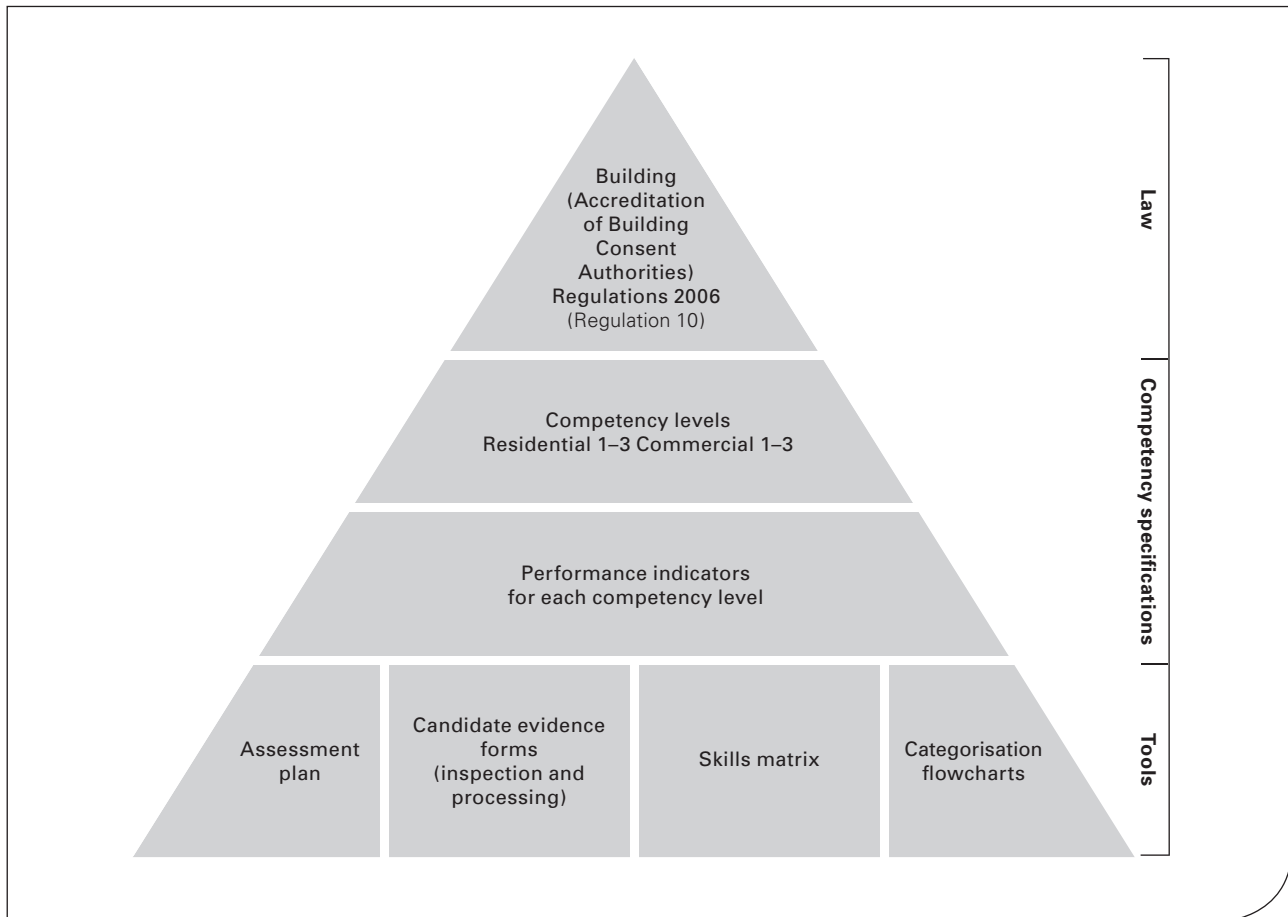 Building
(Accreditation
of Building
Consent
Authorities)
Regulations 2006
(Regulation 10)
Law
Competency levels
Residential 1–3 Commercial 1–3
Performance indicators
for each competency level
Competency specifications
Assessment
plan
Candidate evidence
forms
(inspection and
processing)
Skills matrix
Categorisation
flowcharts
Tools